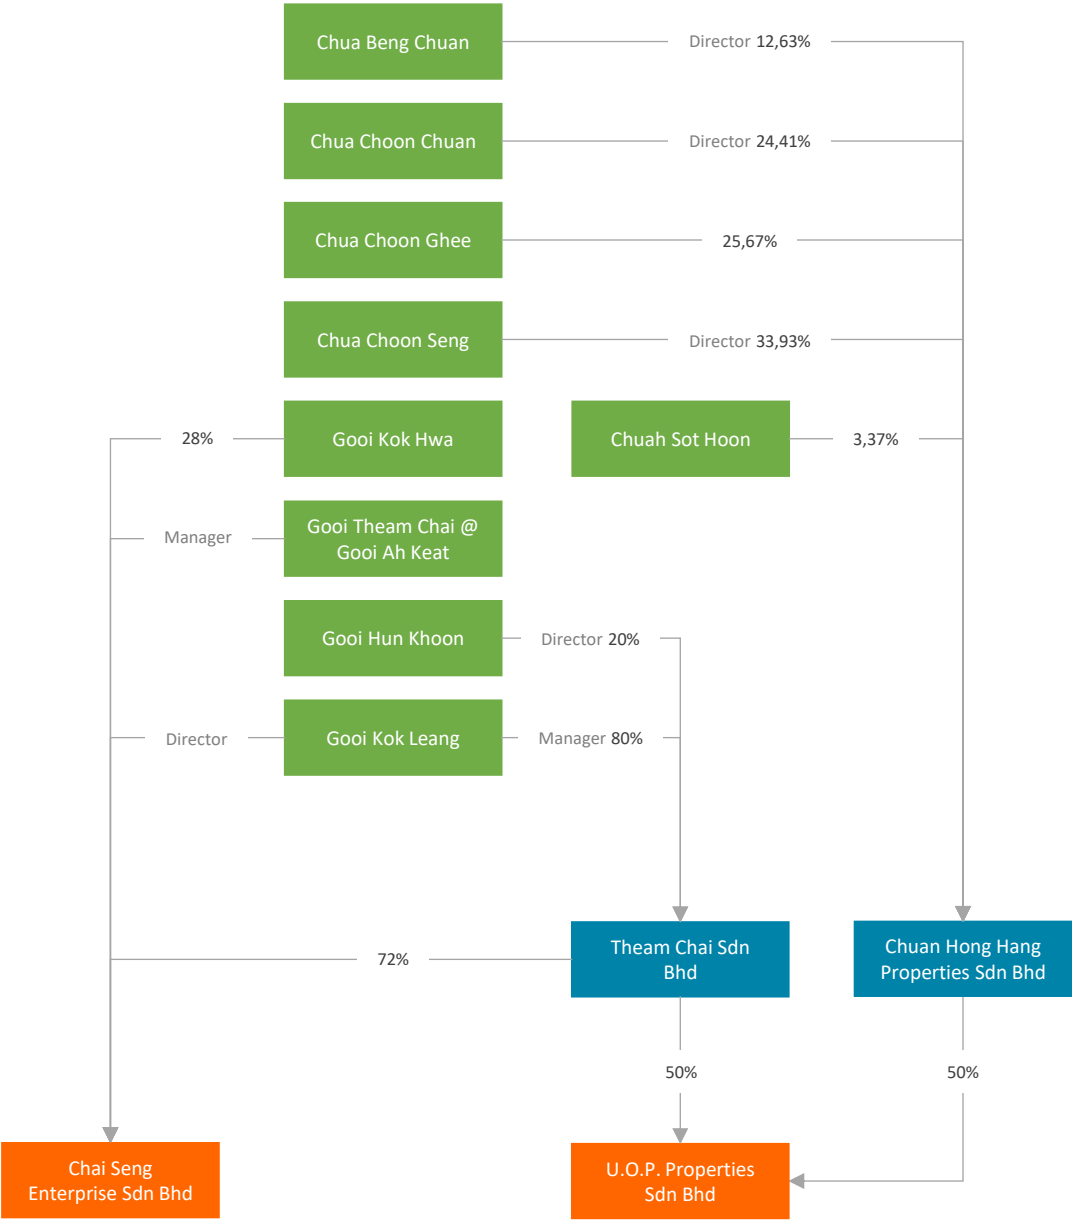 Chua Beng Chuan
Director 12,63%
Chua Choon Chuan
Director 24,41%
Chua Choon Ghee
25,67%
Chua Choon Seng
Director 33,93%
28%
Gooi Kok Hwa
Chuah Sot Hoon
3,37%
Manager
Gooi Theam Chai @
Gooi Ah Keat
Gooi Hun Khoon
Director 20%
Director
Gooi Kok Leang
Manager 80%
72%
Theam Chai Sdn
Bhd
Chuan Hong Hang
Properties Sdn Bhd
50%
50%
Chai Seng
Enterprise Sdn Bhd
U.O.P. Properties
Sdn Bhd